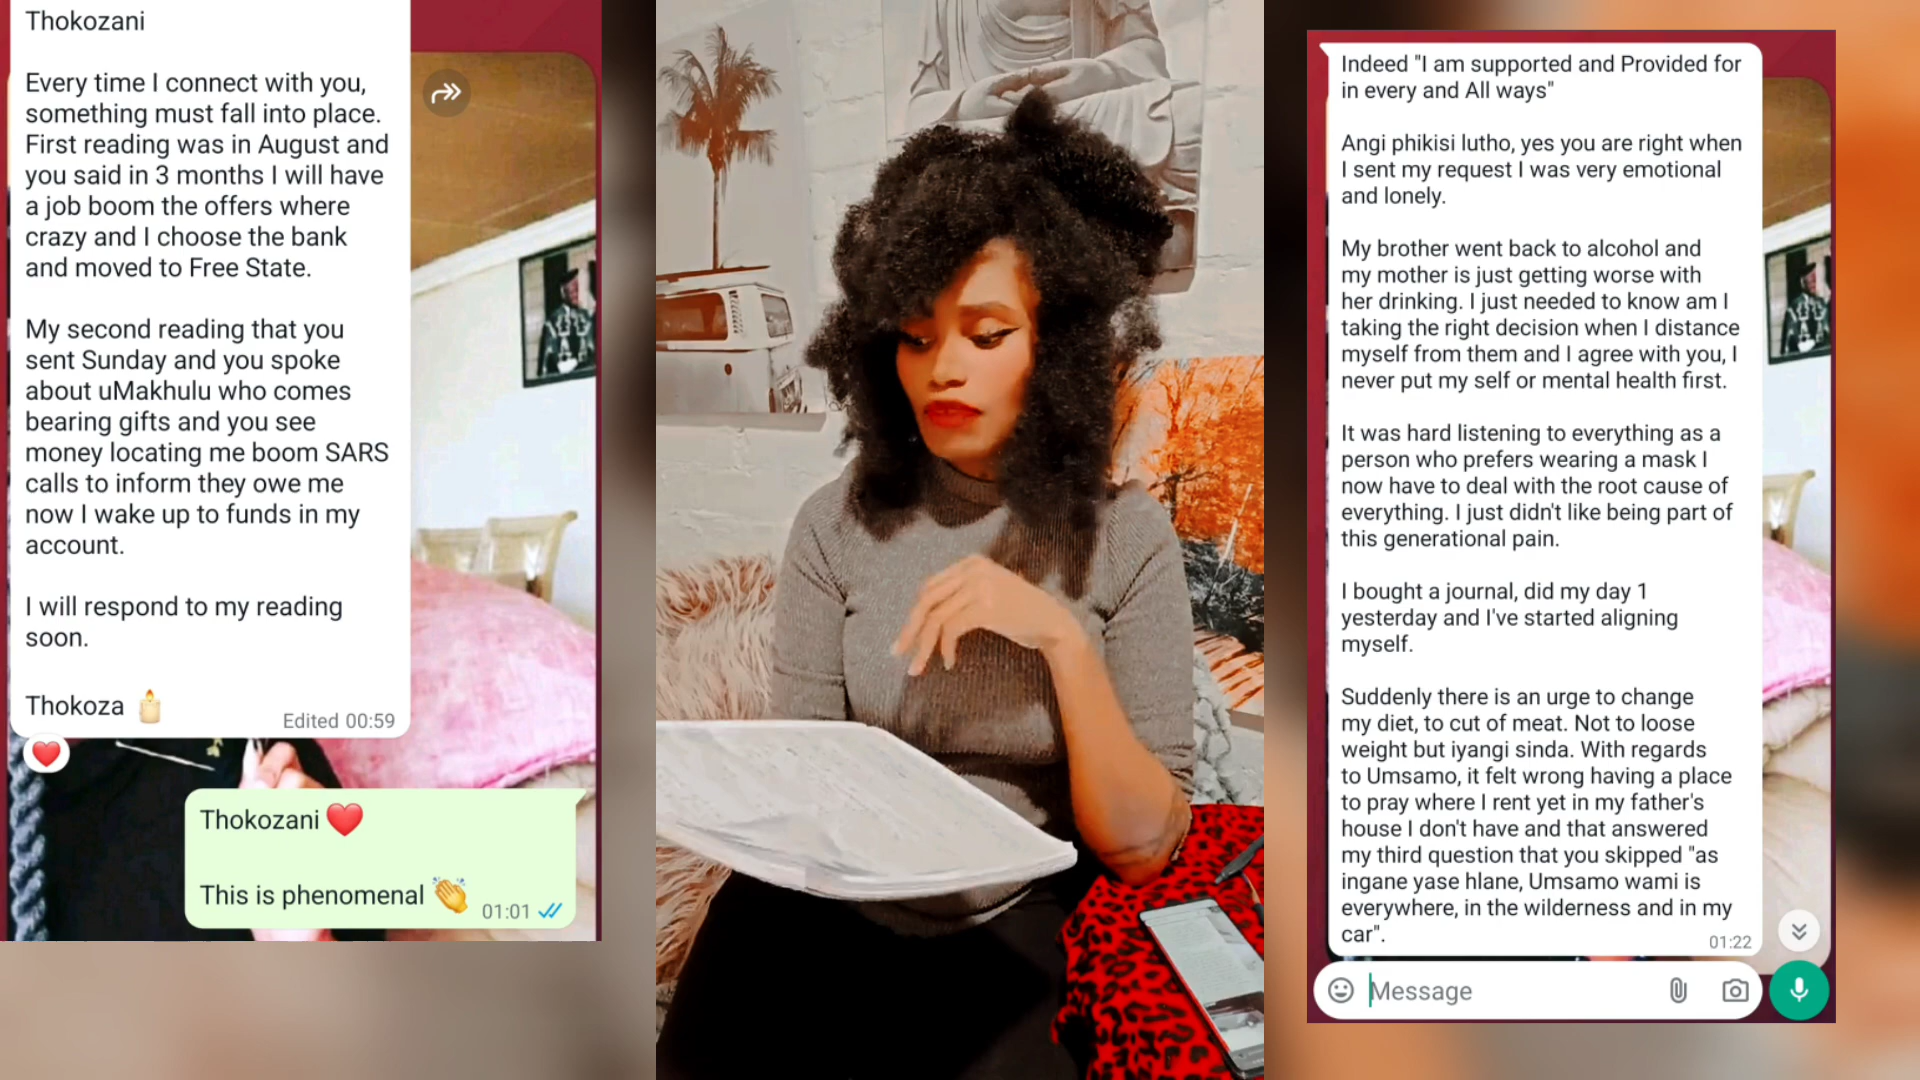 Thokozani
Every time I connect with you,
something must fall into place.
First reading was in August and
you said in 3 months I will have
a job boom the offers where
crazy and I choose the bank
and moved to Free State.
My second reading that you
sent Sunday and you spoke
about uMakhulu who comes
bearing gifts and you see
money locating me boom SARS
calls to inform they owe me
now I wake up to funds in my
account.
I will respond to my reading
soon.
Thokoza 🕯️
Edited 00:59
Thokozani ❤️
This is phenomenal 👏
01:01
Indeed "I am supported and Provided for
in every and All ways"
Angi phikisi lutho, yes you are right when
I sent my request I was very emotional
and lonely.
My brother went back to alcohol and
my mother is just getting worse with
her drinking. I just needed to know am I
taking the right decision when I distance
myself from them and I agree with you, I
never put my self or mental health first.
It was hard listening to everything as a
person who prefers wearing a mask I
now have to deal with the root cause of
everything. I just didn't like being part of
this generational pain.
I bought a journal, did my day 1
yesterday and I've started aligning
myself.
Suddenly there is an urge to change
my diet, to cut of meat. Not to loose
weight but iyangi sinda. With regards
to Umsamo, it felt wrong having a place
to pray where I rent yet in my father's
house I don't have and that answered
my third question that you skipped "as
ingane yase hlane, Umsamo wami is
everywhere, in the wilderness and in my
car".
01:22
Message